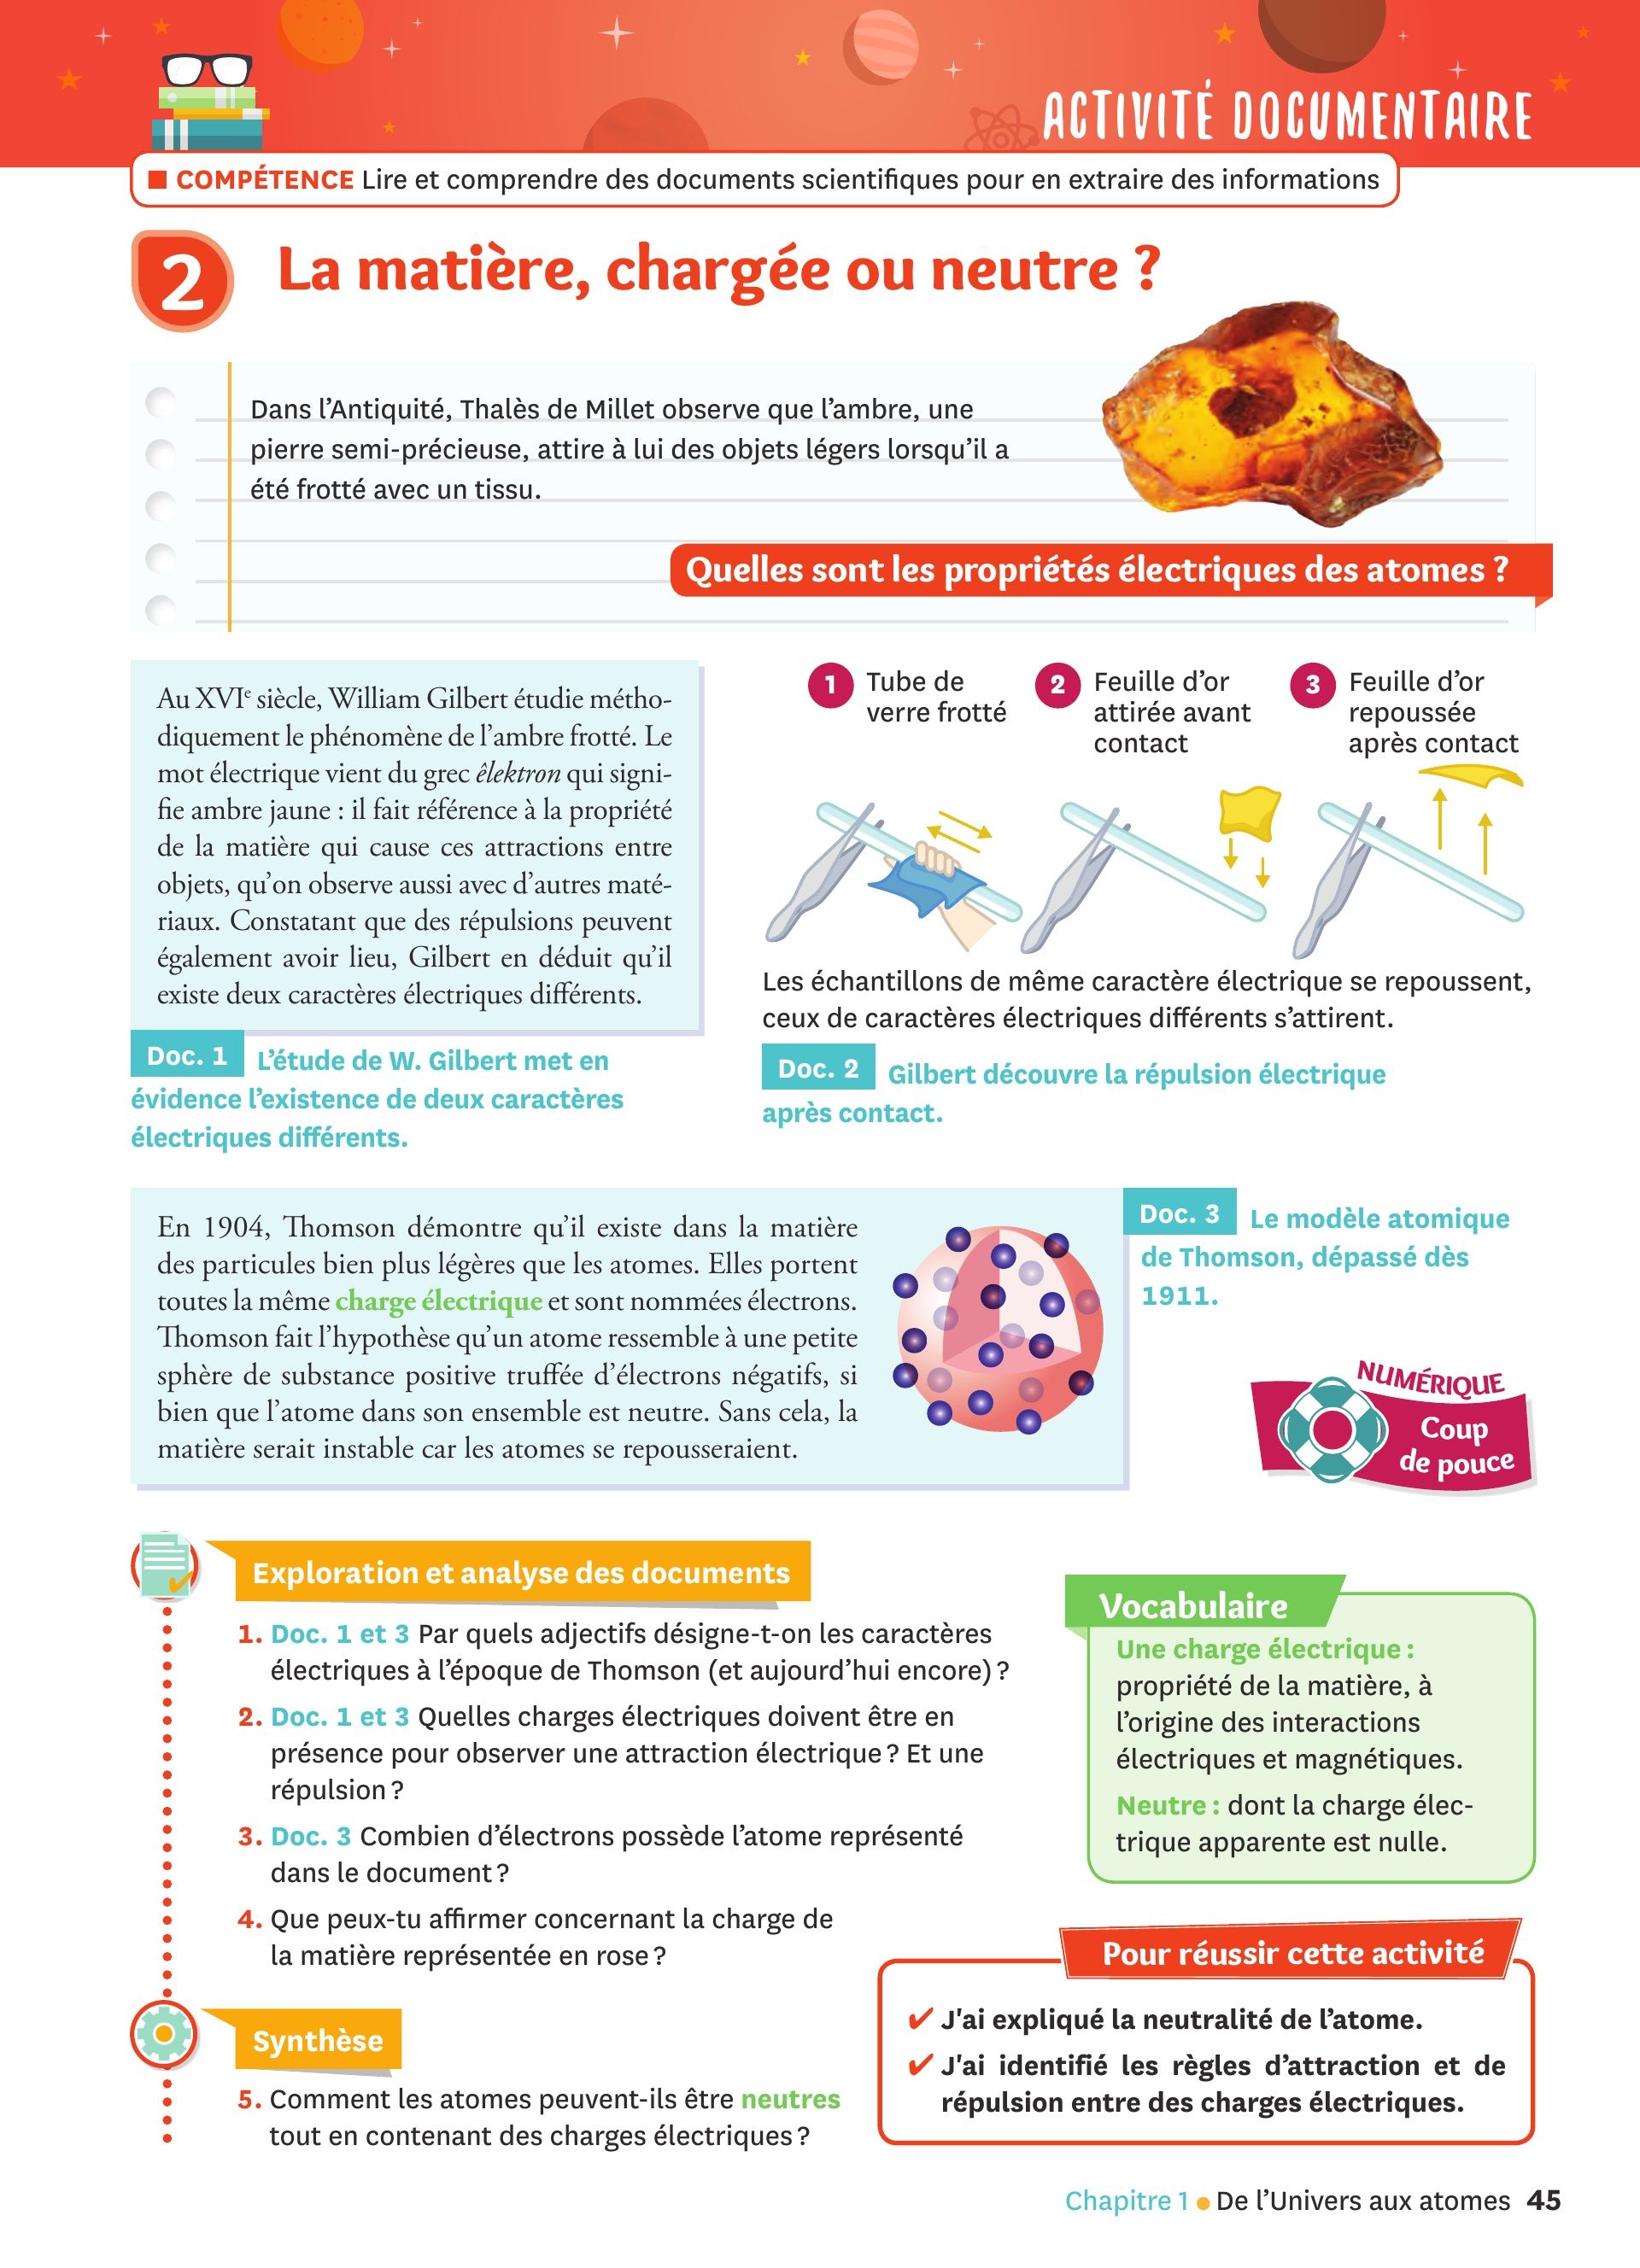 ACTIVITÉ DOCUMENTAIRE
COMPÉTENCE Lire et comprendre des documents scientifiques pour en extraire des informations
2 La matière, chargée ou neutre ?
Dans l’Antiquité, Thalès de Millet observe que l’ambre, une
pierre semi-précieuse, attire à lui des objets légers lorsqu’il a
été frotté avec un tissu.
Quelles sont les propriétés électriques des atomes ?
Au XVIe siècle, William Gilbert étudie métho-
diquement le phénomène de l’ambre frotté. Le
mot électrique vient du grec êlektron qui signi-
fie ambre jaune : il fait référence à la propriété
de la matière qui cause ces attractions entre
objets, qu’on observe aussi avec d’autres maté-
riaux. Constatant que des répulsions peuvent
également avoir lieu, Gilbert en déduit qu’il
existe deux caractères électriques différents.
Doc. 1 L’étude de W. Gilbert met en
évidence l’existence de deux caractères
électriques différents.
1 Tube de
verre frotté
2 Feuille d’or
attirée avant
contact
3 Feuille d’or
repoussée
après contact
Les échantillons de même caractère électrique se repoussent,
ceux de caractères électriques différents s’attirent.
Doc. 2 Gilbert découvre la répulsion électrique
après contact.
En 1904, Thomson démontre qu’il existe dans la matière
des particules bien plus légères que les atomes. Elles portent
toutes la même charge électrique et sont nommées électrons.
Thomson fait l’hypothèse qu’un atome ressemble à une petite
sphère de substance positive truffée d’électrons négatifs, si
bien que l’atome dans son ensemble est neutre. Sans cela, la
matière serait instable car les atomes se repousseraient.
Doc. 3 Le modèle atomique
de Thomson, dépassé dès
1911.
NUMÉRIQUE
Coup
de pouce
Exploration et analyse des documents
1. Doc. 1 et 3 Par quels adjectifs désigne-t-on les caractères
électriques à l’époque de Thomson (et aujourd’hui encore) ?
2. Doc. 1 et 3 Quelles charges électriques doivent être en
présence pour observer une attraction électrique ? Et une
répulsion ?
3. Doc. 3 Combien d’électrons possède l’atome représenté
dans le document ?
4. Que peux-tu affirmer concernant la charge de
la matière représentée en rose ?
Synthèse
5. Comment les atomes peuvent-ils être neutres
tout en contenant des charges électriques ?
Vocabulaire
Une charge électrique :
propriété de la matière, à
l’origine des interactions
électriques et magnétiques.
Neutre : dont la charge élec-
trique apparente est nulle.
Pour réussir cette activité
✔ J'ai expliqué la neutralité de l’atome.
✔ J'ai identifié les règles d’attraction et de
répulsion entre des charges électriques.
Chapitre 1 • De l’Univers aux atomes 45